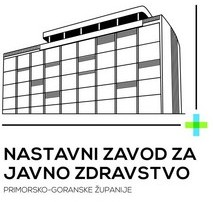 NASTAVNI ZAVOD ZA
JAVNO ZDRAVSTVO
PRIMORSKO-GORANSKE ŽUPANIJE